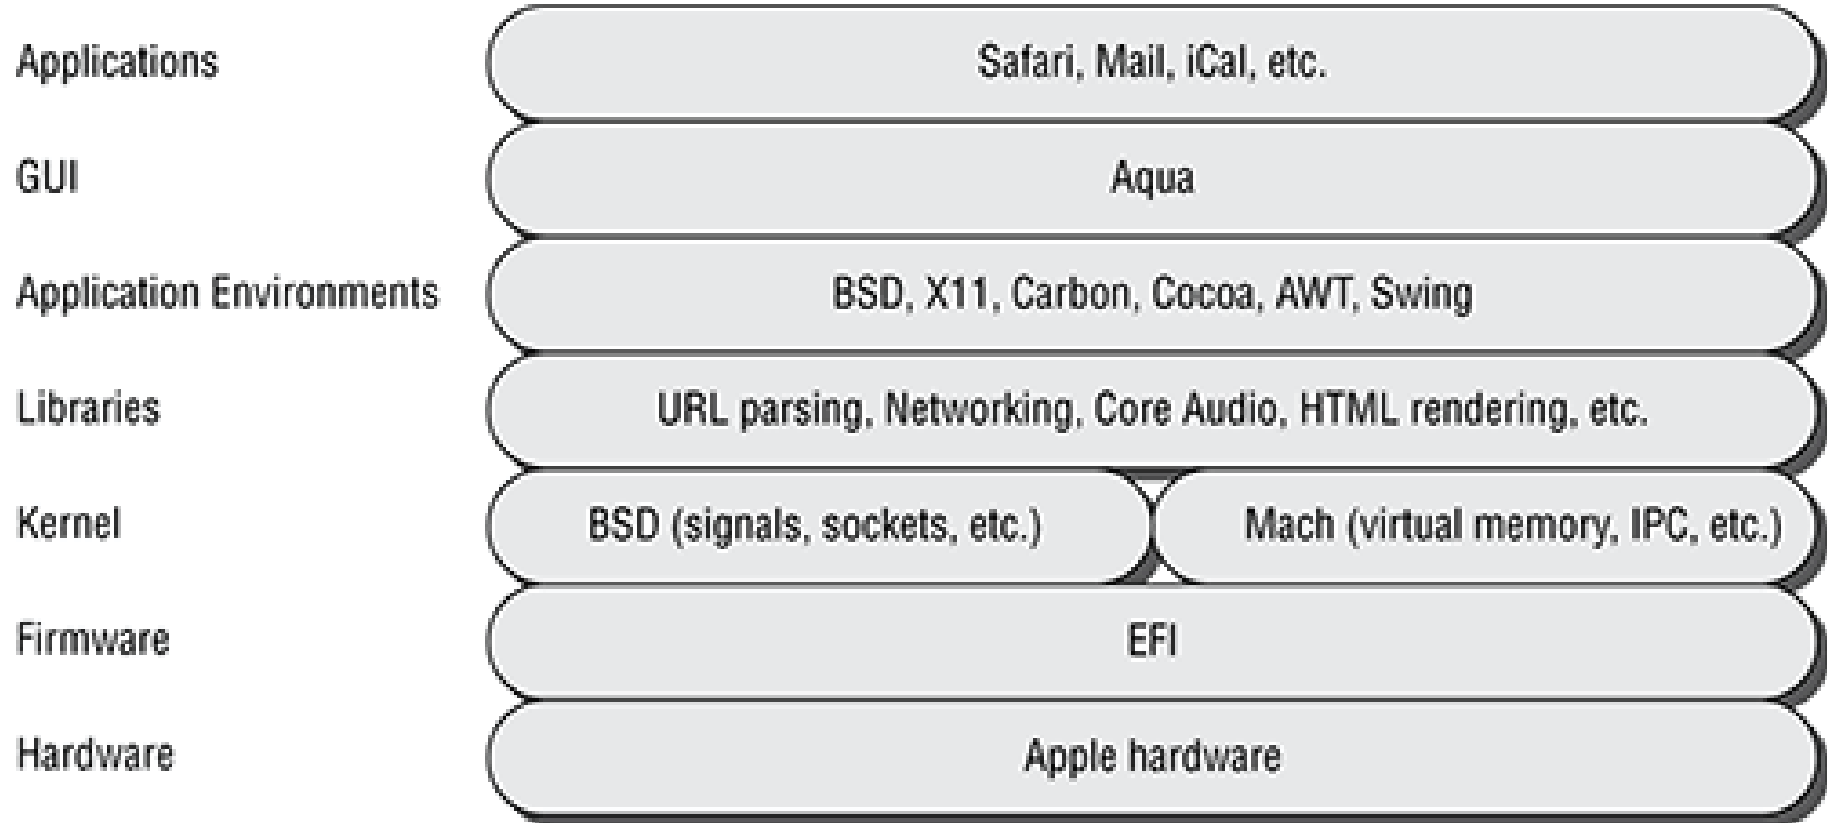 Applications
Safari, Mail, iCal, etc.
GUI
Aqua
Application Environments
BSD, X11, Carbon, Cocoa, AWT, Swing
Libraries
URL parsing, Networking, Core Audio, HTML rendering, etc.
Kernel
BSD (signals, sockets, etc.)
Mach (virtual memory, IPC, etc.)
Firmware
EFI
Hardware
Apple hardware